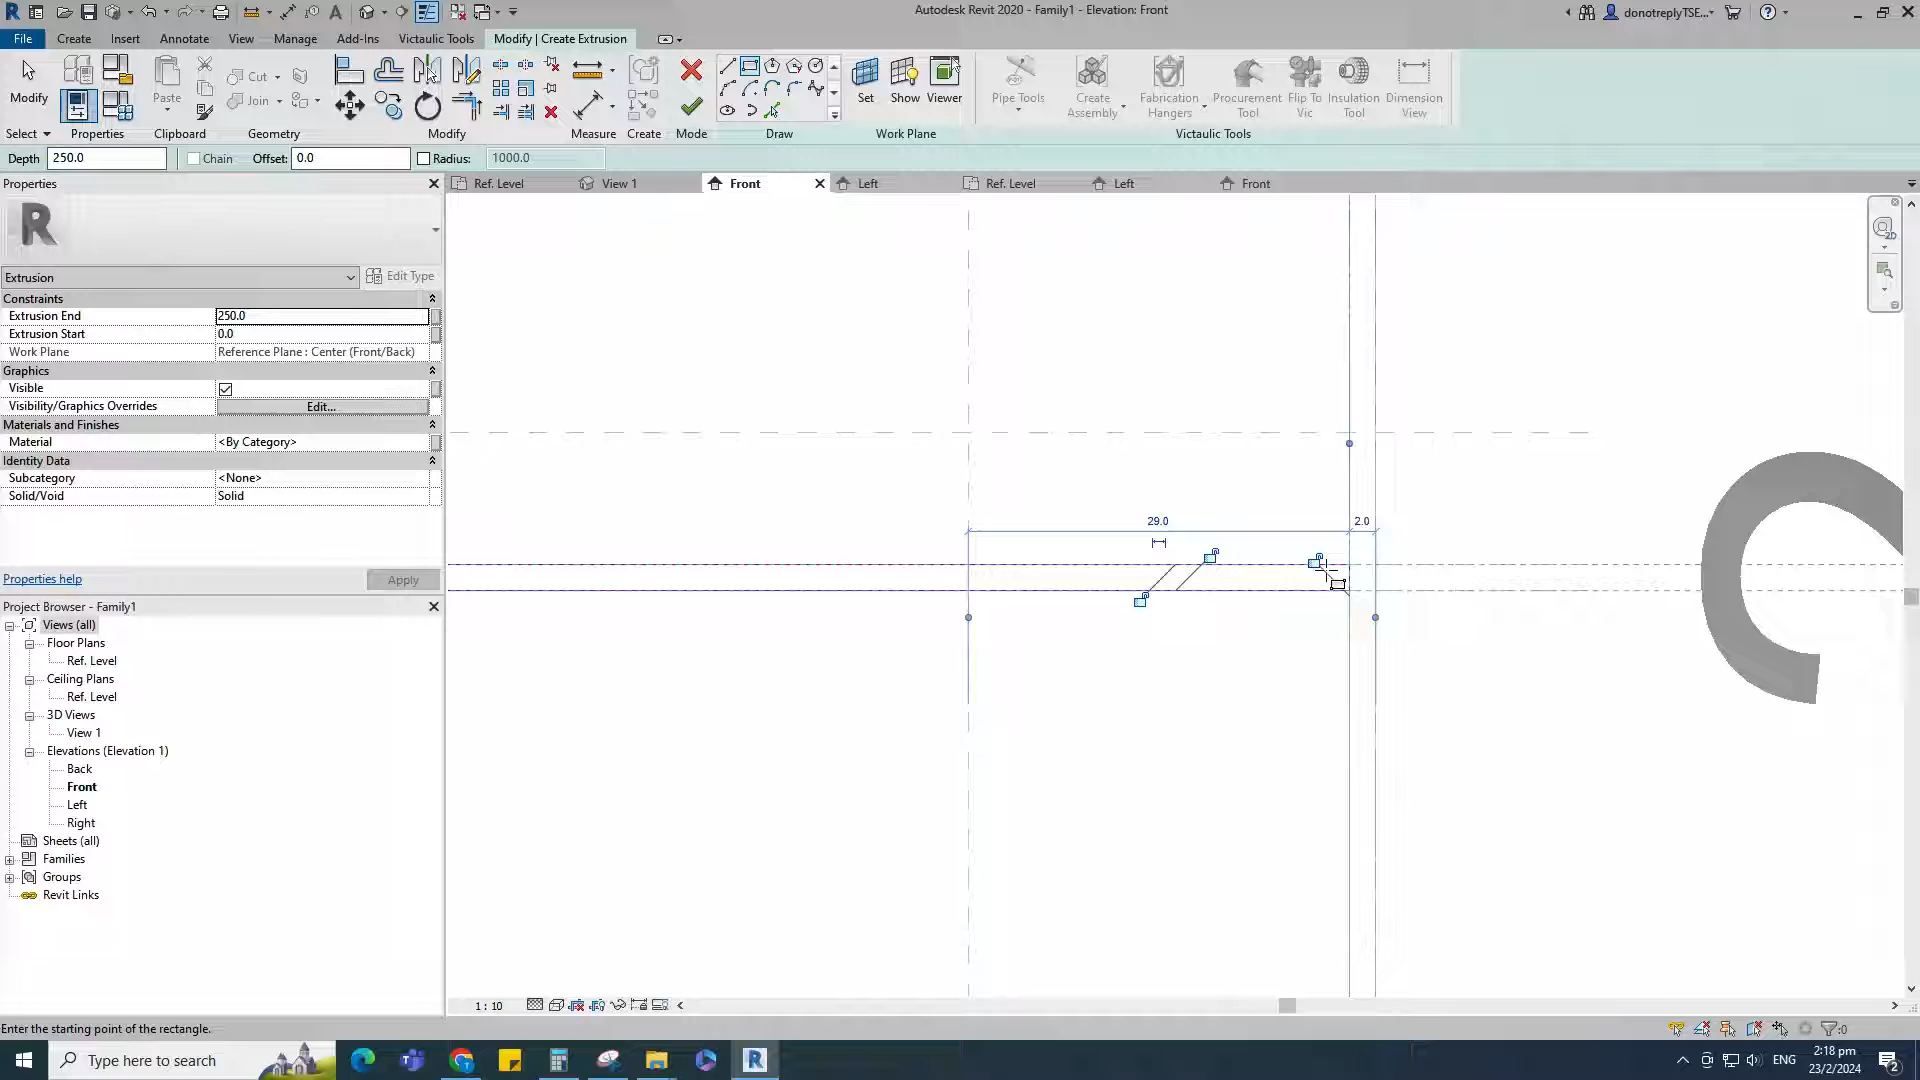 Autodesk Revit 2020 - Family1 - Elevation: Front
donotreplyTSE...
File Create Insert Annotate View Manage Add-Ins Victaulic Tools Modify | Create Extrusion
Modify
Paste
Cut
Join
Set Show Viewer
Pipe Tools
Create Assembly
Fabrication Hangers
Procurement Tool
Flip To Vic
Insulation Tool
Dimension View
Select Properties Clipboard Geometry Modify Measure Create Mode Draw Work Plane Victaulic Tools
Depth 250.0 Chain Offset: 0.0 Radius: 1000.0
Properties
Ref. Level View 1 Front Left Ref. Level Left Front
R
2D
Extrusion Edit Type
Constraints
Extrusion End 250.0
Extrusion Start 0.0
Work Plane Reference Plane : Center (Front/Back)
Graphics
Visible
Visibility/Graphics Overrides Edit...
Materials and Finishes
Material <By Category>
Identity Data
Subcategory <None>
Solid/Void Solid
29.0 2.0
Properties help Apply
Project Browser - Family1
Views (all)
Floor Plans
Ref. Level
Ceiling Plans
Ref. Level
3D Views
View 1
Elevations (Elevation 1)
Back
Front
Left
Right
Sheets (all)
Families
Groups
Revit Links
1 : 10
Enter the starting point of the rectangle.
:0
Type here to search
ENG
2:18 pm
23/2/2024
2